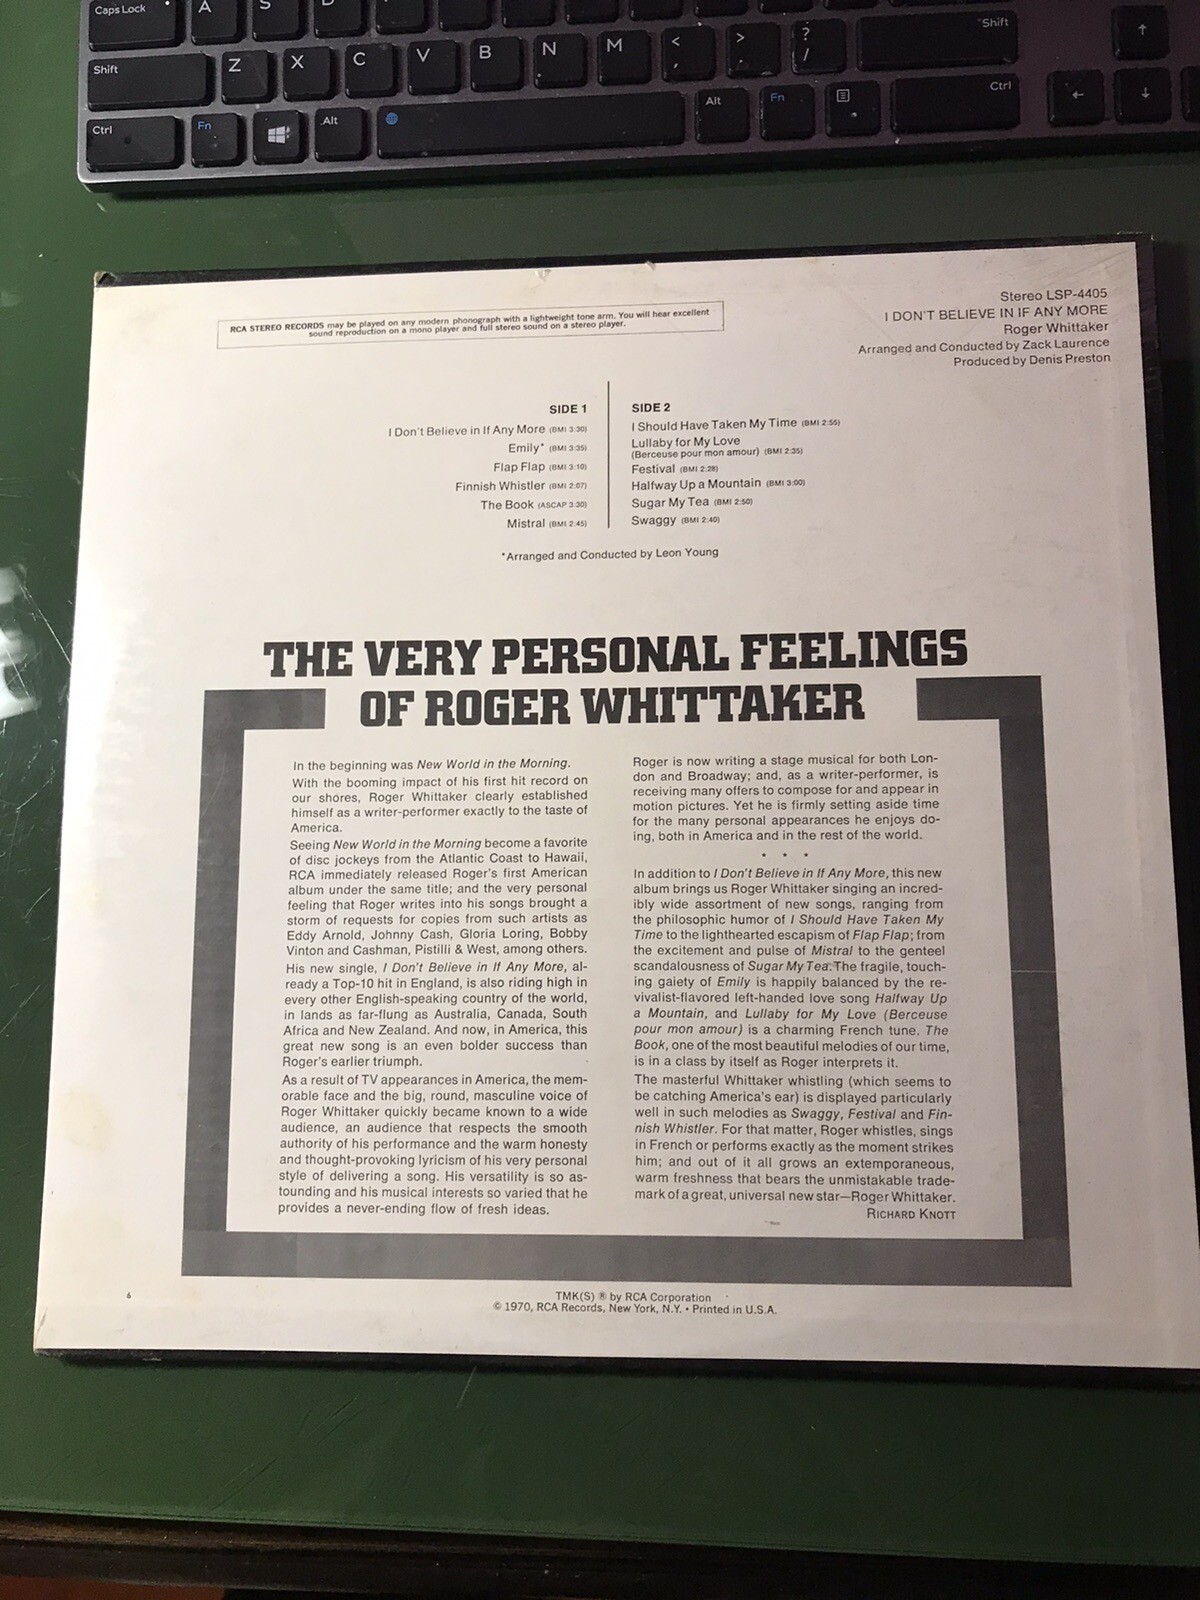 Caps Lock
A
S
D
Shift
Z
X
C
V
B
N
M
<
,
>
.
?
/
Shift
↑
Ctrl
Fn
Alt
Alt
Fn
Ctrl
←
↓
RCA STEREO RECORDS may be played on any modern phonograph with a lightweight tone arm. You will hear excellent
sound reproduction on a mono player and full stereo sound on a stereo player.
Stereo LSP-4405
I DON'T BELIEVE IN IF ANY MORE
Roger Whittaker
Arranged and Conducted by Zack Laurence
Produced by Denis Preston
SIDE 1
I Don't Believe in If Any More (BMI 3:30)
Emily* (BMI 3:35)
Flap Flap (BMI 3:10)
Finnish Whistler (BMI 2:07)
The Book (ASCAP 3:30)
Mistral (BMI 2:45)
SIDE 2
I Should Have Taken My Time (BMI 2:55)
Lullaby for My Love
(Berceuse pour mon amour) (BMI 2:35)
Festival (BMI 2:28)
Halfway Up a Mountain (BMI 3:00)
Sugar My Tea (BMI 2:50)
Swaggy (BMI 2:40)
*Arranged and Conducted by Leon Young
THE VERY PERSONAL FEELINGS
OF ROGER WHITTAKER
In the beginning was New World in the Morning.
With the booming impact of his first hit record on
our shores, Roger Whittaker clearly established
himself as a writer-performer exactly to the taste of
America.
Seeing New World in the Morning become a favorite
of disc jockeys from the Atlantic Coast to Hawaii,
RCA immediately released Roger's first American
album under the same title; and the very personal
feeling that Roger writes into his songs brought a
storm of requests for copies from such artists as
Eddy Arnold, Johnny Cash, Gloria Loring, Bobby
Vinton and Cashman, Pistilli & West, among others.
His new single, I Don't Believe in If Any More, al-
ready a Top-10 hit in England, is also riding high in
every other English-speaking country of the world,
in lands as far-flung as Australia, Canada, South
Africa and New Zealand. And now, in America, this
great new song is an even bolder success than
Roger's earlier triumph.
As a result of TV appearances in America, the mem-
orable face and the big, round, masculine voice of
Roger Whittaker quickly became known to a wide
audience, an audience that respects the smooth
authority of his performance and the warm honesty
and thought-provoking lyricism of his very personal
style of delivering a song. His versatility is so as-
tounding and his musical interests so varied that he
provides a never-ending flow of fresh ideas.
Roger is now writing a stage musical for both Lon-
don and Broadway; and, as a writer-performer, is
receiving many offers to compose for and appear in
motion pictures. Yet he is firmly setting aside time
for the many personal appearances he enjoys do-
ing, both in America and in the rest of the world.
• • •
In addition to I Don't Believe in If Any More, this new
album brings us Roger Whittaker singing an incred-
ibly wide assortment of new songs, ranging from
the philosophic humor of I Should Have Taken My
Time to the lighthearted escapism of Flap Flap; from
the excitement and pulse of Mistral to the genteel
scandalousness of Sugar My Tea. The fragile, touch-
ing gaiety of Emily is happily balanced by the re-
vivalist-flavored left-handed love song Halfway Up
a Mountain, and Lullaby for My Love (Berceuse
pour mon amour) is a charming French tune. The
Book, one of the most beautiful melodies of our time,
is in a class by itself as Roger interprets it.
The masterful Whittaker whistling (which seems to
be catching America's ear) is displayed particularly
well in such melodies as Swaggy, Festival and Fin-
nish Whistler. For that matter, Roger whistles, sings
in French or performs exactly as the moment strikes
him; and out of it all grows an extemporaneous,
warm freshness that bears the unmistakable trade-
mark of a great, universal new star—Roger Whittaker.
RICHARD KNOTT
6
TMK(S) ® by RCA Corporation
© 1970, RCA Records, New York, N.Y. • Printed in U.S.A.